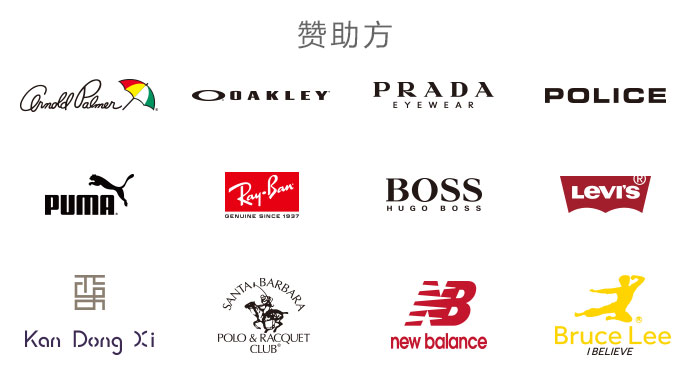 赞助方
Arnold Palmer
OAKLEY
PRADA
EYEWEAR
POLICE
PUMA
Ray-Ban
GENUINE SINCE 1937
BOSS
HUGO BOSS
LEVI'S®
Kan Dong Xi
SANTA BARBARA
POLO & RACQUET
CLUB®
NB
new balance
®
Bruce Lee
I BELIEVE